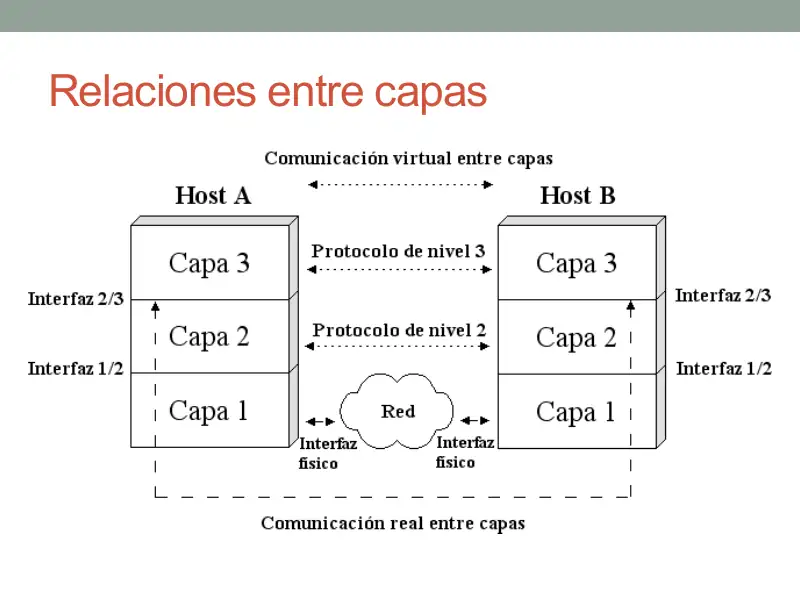 Relaciones entre capas
Comunicación virtual entre capas
Host A
Host B
Capa 3
Protocolo de nivel 3
Capa 3
Interfaz 2/3
Interfaz 2/3
Capa 2
Protocolo de nivel 2
Capa 2
Interfaz 1/2
Interfaz 1/2
Capa 1
Red
Capa 1
Interfaz
físico
Interfaz
físico
Comunicación real entre capas